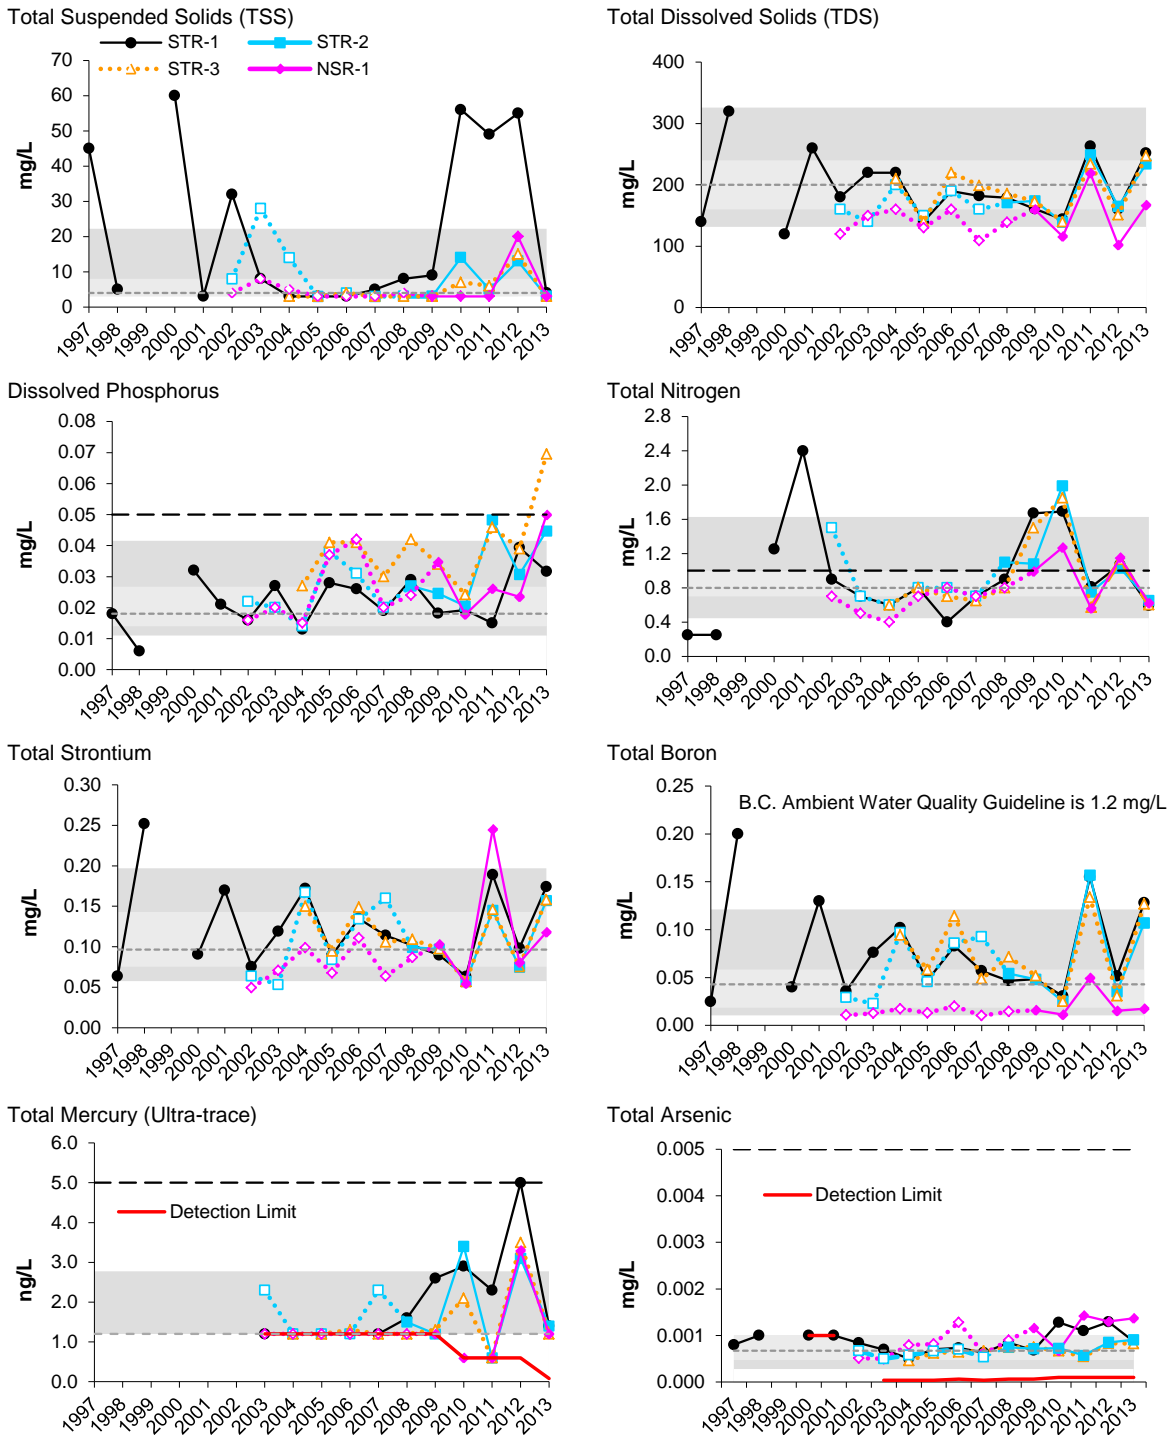 Total Suspended Solids (TSS)
STR-1 STR-2
STR-3 NSR-1
70
60
50
40
30
20
10
0
mg/L
1997 1998 1999 2000 2001 2002 2003 2004 2005 2006 2007 2008 2009 2010 2011 2012 2013
Total Dissolved Solids (TDS)
400
300
200
100
0
mg/L
1997 1998 1999 2000 2001 2002 2003 2004 2005 2006 2007 2008 2009 2010 2011 2012 2013
Dissolved Phosphorus
0.08
0.07
0.06
0.05
0.04
0.03
0.02
0.01
0.00
mg/L
1997 1998 1999 2000 2001 2002 2003 2004 2005 2006 2007 2008 2009 2010 2011 2012 2013
Total Nitrogen
2.8
2.4
2.0
1.6
1.2
0.8
0.4
0.0
mg/L
1997 1998 1999 2000 2001 2002 2003 2004 2005 2006 2007 2008 2009 2010 2011 2012 2013
Total Strontium
0.30
0.25
0.20
0.15
0.10
0.05
0.00
mg/L
1997 1998 1999 2000 2001 2002 2003 2004 2005 2006 2007 2008 2009 2010 2011 2012 2013
Total Boron
B.C. Ambient Water Quality Guideline is 1.2 mg/L
0.25
0.20
0.15
0.10
0.05
0.00
mg/L
1997 1998 1999 2000 2001 2002 2003 2004 2005 2006 2007 2008 2009 2010 2011 2012 2013
Total Mercury (Ultra-trace)
Detection Limit
6.0
5.0
4.0
3.0
2.0
1.0
0.0
ng/L
1997 1998 1999 2000 2001 2002 2003 2004 2005 2006 2007 2008 2009 2010 2011 2012 2013
Total Arsenic
Detection Limit
0.005
0.004
0.003
0.002
0.001
0.000
mg/L
1997 1998 1999 2000 2001 2002 2003 2004 2005 2006 2007 2008 2009 2010 2011 2012 2013